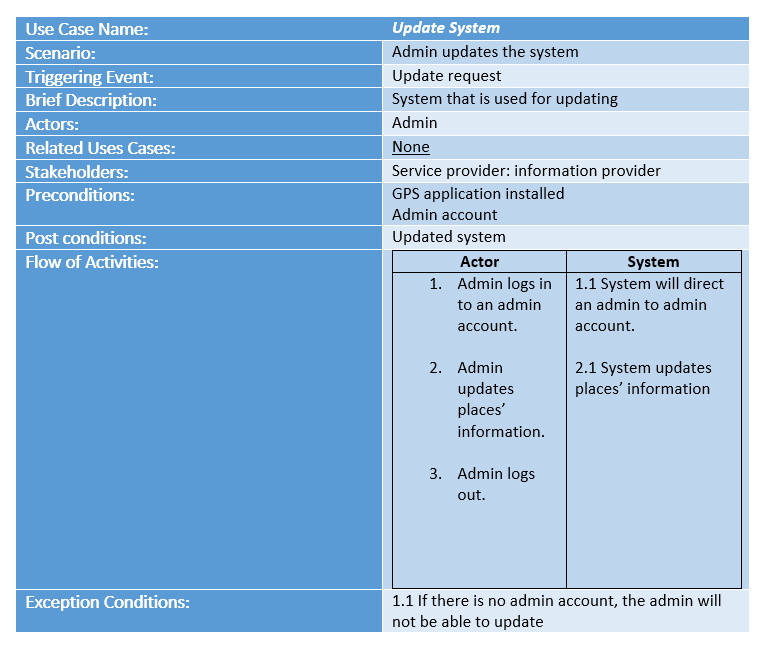 Use Case Name: Update System
Scenario: Admin updates the system
Triggering Event: Update request
Brief Description: System that is used for updating
Actors: Admin
Related Uses Cases: None
Stakeholders: Service provider: information provider
Preconditions: GPS application installed
Admin account
Post conditions: Updated system
Flow of Activities:
Actor
1. Admin logs in
to an admin
account.
2. Admin
updates
places’
information.
3. Admin logs
out.
System
1.1 System will direct
an admin to admin
account.
2.1 System updates
places’ information
Exception Conditions: 1.1 If there is no admin account, the admin will
not be able to update